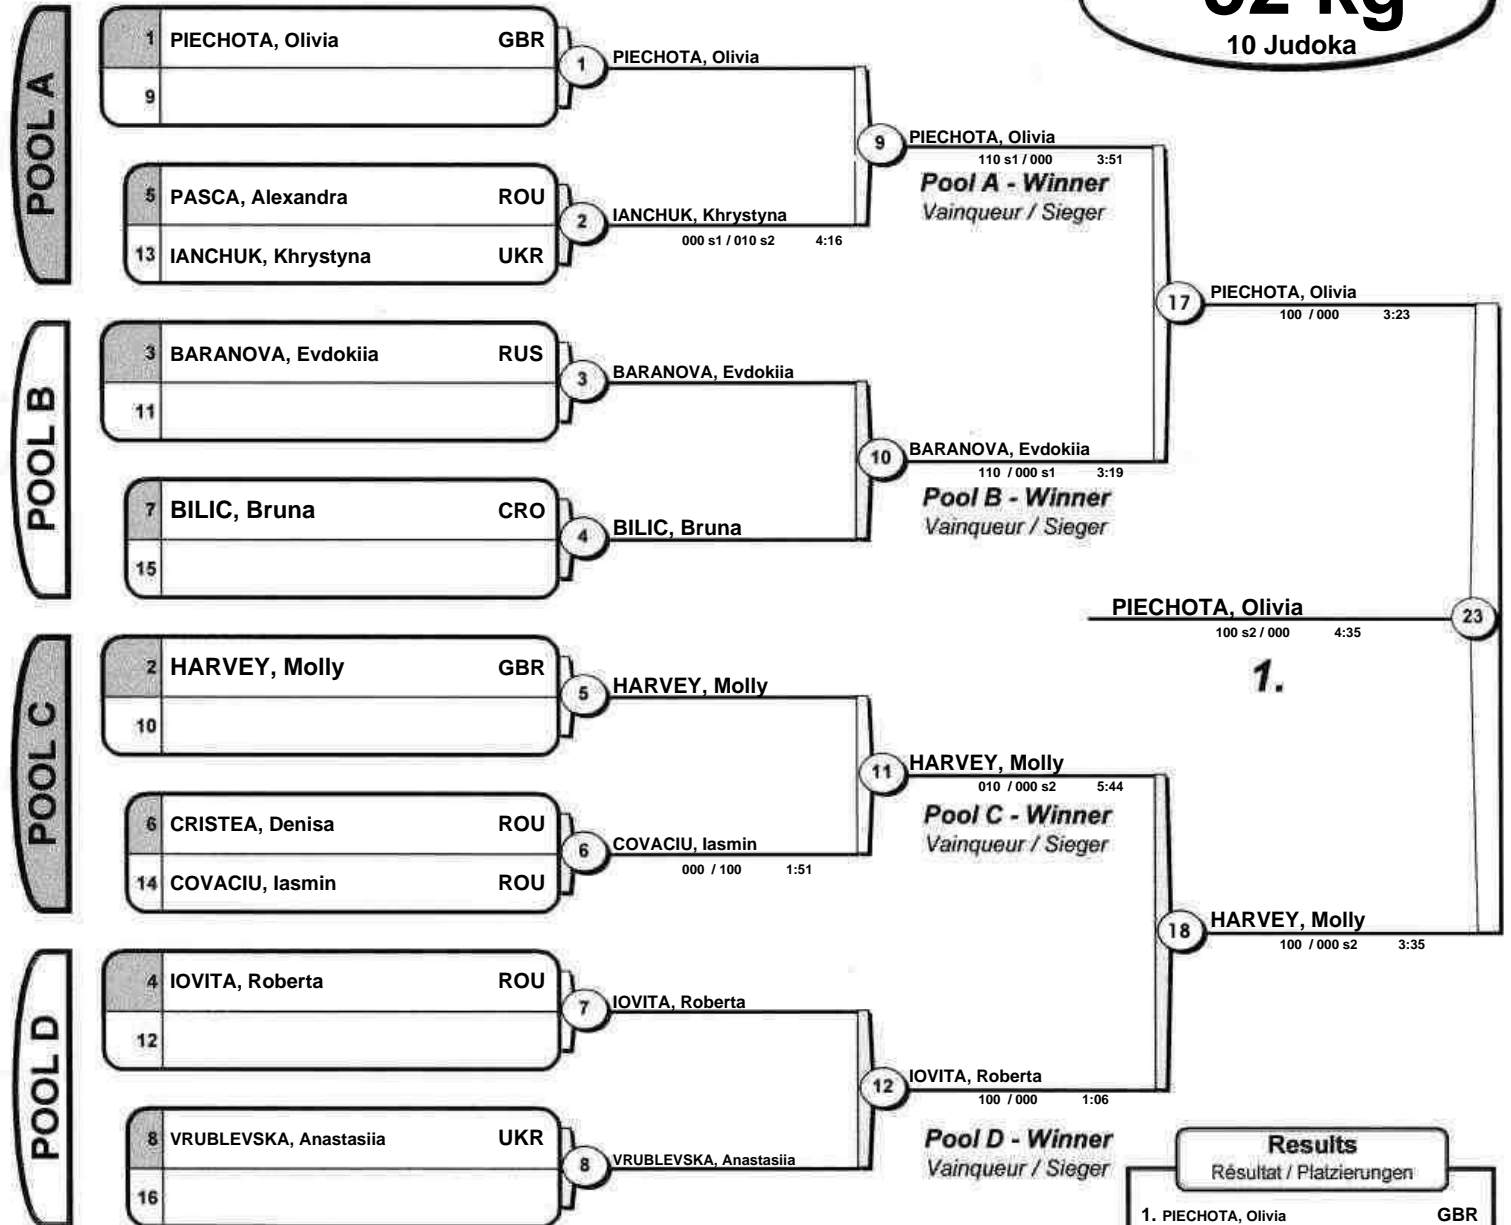 10 Judoka
POOL A
1 PIECHOTA, Olivia GBR
9
1 PIECHOTA, Olivia
5 PASCA, Alexandra ROU
13 IANCHUK, Khrystyna UKR
2 IANCHUK, Khrystyna
000 s1 / 010 s2 4:16
9 PIECHOTA, Olivia
110 s1 / 000 3:51
Pool A - Winner
Vainqueur / Sieger
POOL B
3 BARANOVA, Evdokiia RUS
11
3 BARANOVA, Evdokiia
7 BILIC, Bruna CRO
15
4 BILIC, Bruna
10 BARANOVA, Evdokiia
110 / 000 s1 3:19
Pool B - Winner
Vainqueur / Sieger
17 PIECHOTA, Olivia
100 / 000 3:23
POOL C
2 HARVEY, Molly GBR
10
5 HARVEY, Molly
6 CRISTEA, Denisa ROU
14 COVACIU, Iasmin ROU
6 COVACIU, Iasmin
000 / 100 1:51
11 HARVEY, Molly
010 / 000 s2 5:44
Pool C - Winner
Vainqueur / Sieger
POOL D
4 IOVITA, Roberta ROU
12
7 IOVITA, Roberta
8 VRUBLEVSKA, Anastasiia UKR
16
8 VRUBLEVSKA, Anastasiia
12 IOVITA, Roberta
100 / 000 1:06
Pool D - Winner
Vainqueur / Sieger
18 HARVEY, Molly
100 / 000 s2 3:35
PIECHOTA, Olivia 23
100 s2 / 000 4:35
1.
Results
Résultat / Platzierungen
1. PIECHOTA, Olivia GBR